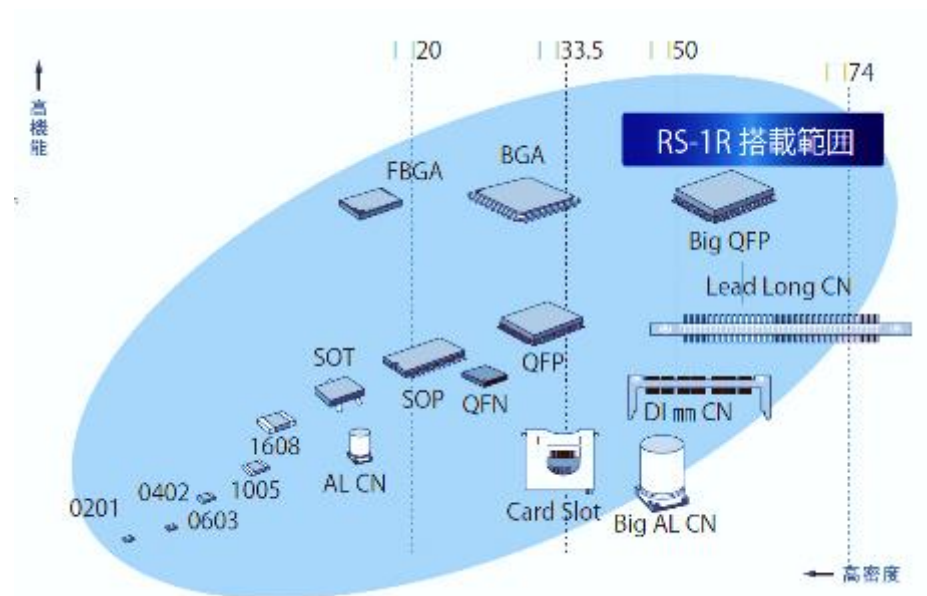 20
33.5
50
74
高機能
RS-1R 搭載範囲
FBGA
BGA
Big QFP
Lead Long CN
SOT
SOP
QFN
QFP
DI mm CN
1608
AL CN
0201
0402
1005
0603
Card Slot
Big AL CN
高密度